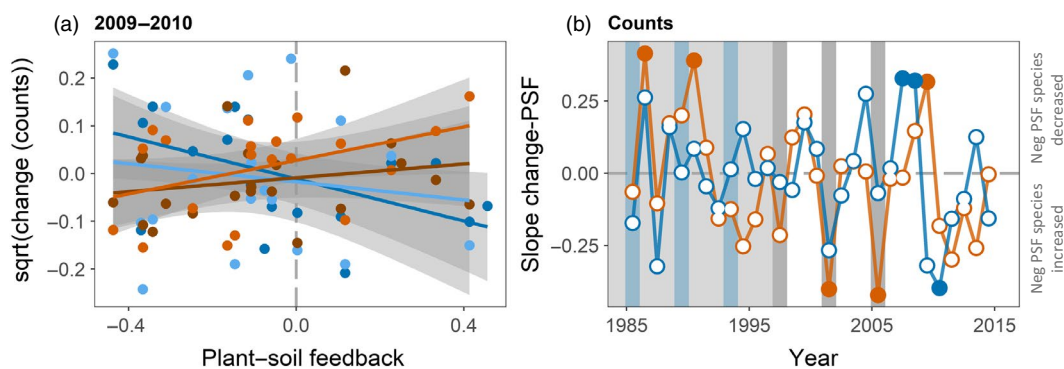 (a) 2009–2010
sqrt(change (counts))
0.2
0.1
0.0
−0.1
−0.2
−0.4
0.0
0.4
Plant–soil feedback
(b) Counts
Slope change-PSF
0.25
0.00
−0.25
1985
1995
2005
2015
Year
Neg PSF species
decreased
Neg PSF species
increased